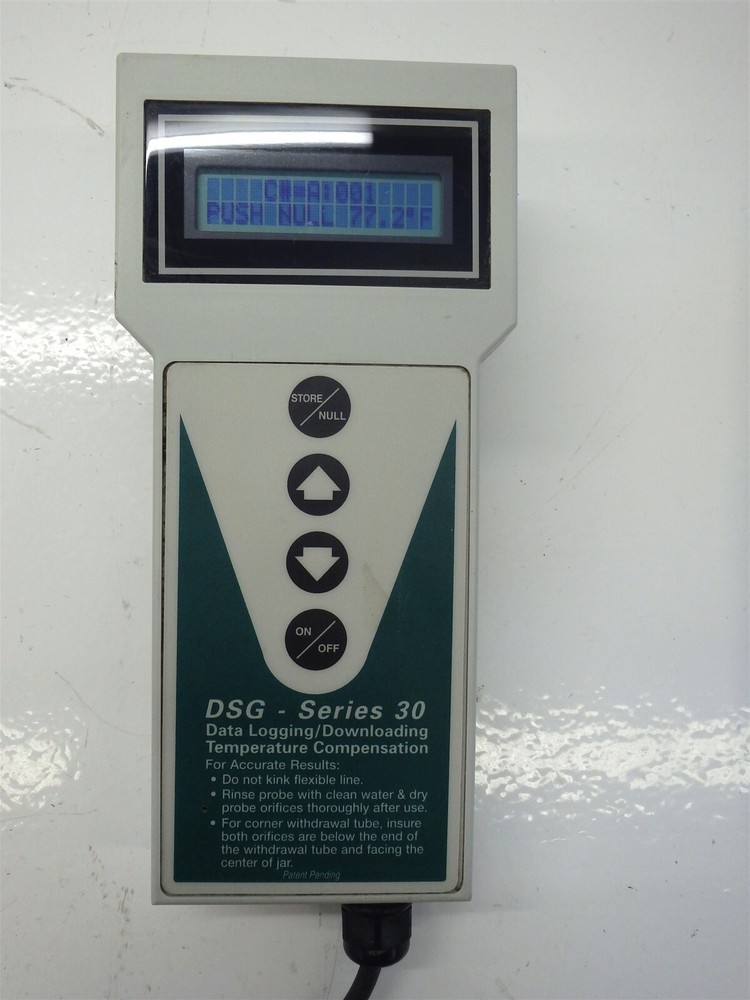 C#=A:001
PUSH NULL 77.2°F
STORE
NULL
ON
OFF
DSG - Series 30
Data Logging/Downloading
Temperature Compensation
For Accurate Results:
• Do not kink flexible line.
• Rinse probe with clean water & dry
probe orifices thoroughly after use.
• For corner withdrawal tube, insure
both orifices are below the end of
the withdrawal tube and facing the
center of jar.
Patent Pending